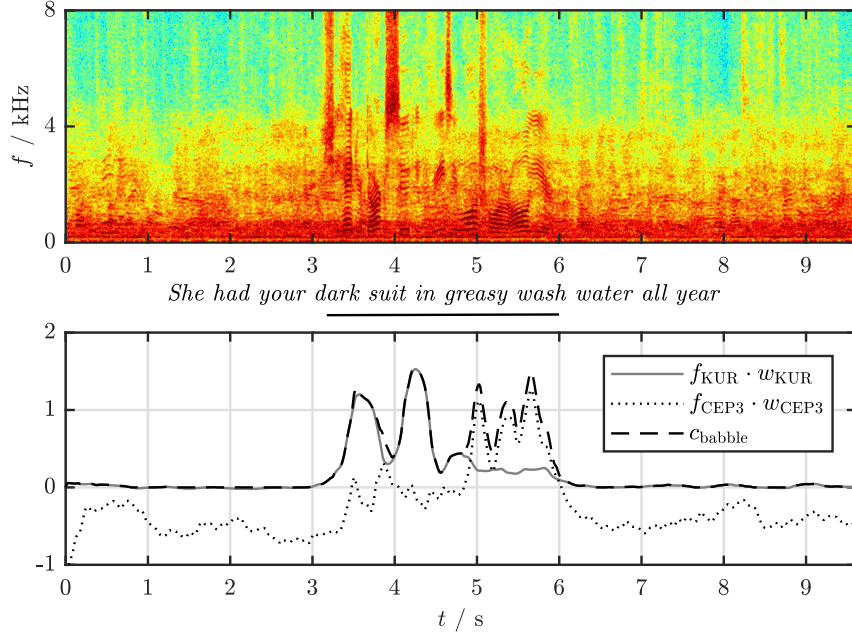 8
4
0
f / kHz
0 1 2 3 4 5 6 7 8 9
She had your dark suit in greasy wash water all year
2
1
0
-1
f_KUR · w_KUR
f_CEP3 · w_CEP3
c_babble
0 1 2 3 4 5 6 7 8 9
t / s